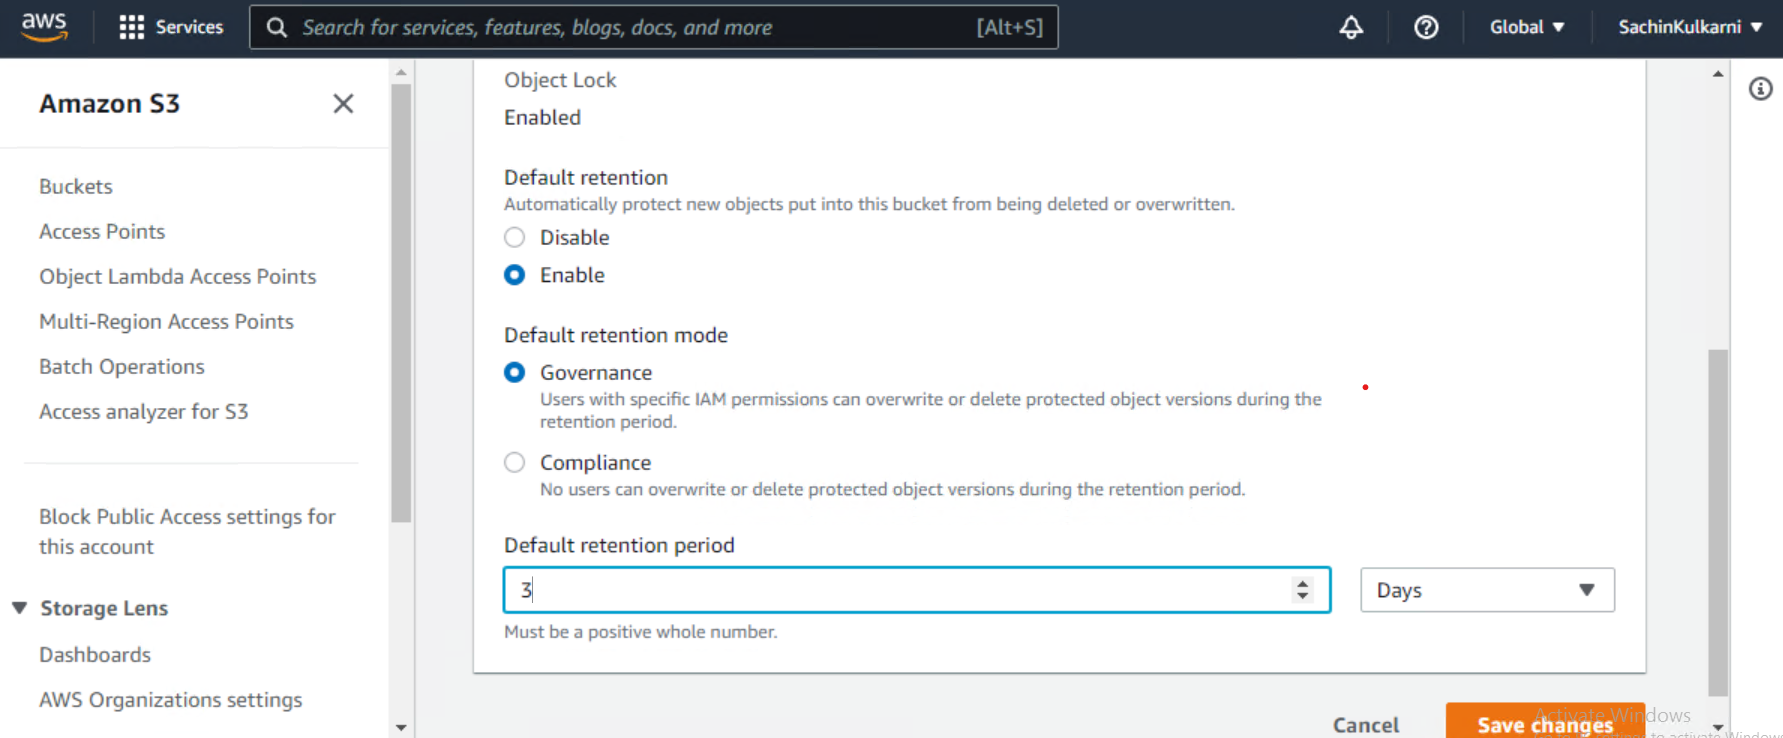 aws
Services
Search for services, features, blogs, docs, and more
[Alt+S]
Global
SachinKulkarni
Amazon S3
Buckets
Access Points
Object Lambda Access Points
Multi-Region Access Points
Batch Operations
Access analyzer for S3
Block Public Access settings for
this account
Storage Lens
Dashboards
AWS Organizations settings
Object Lock
Enabled
Default retention
Automatically protect new objects put into this bucket from being deleted or overwritten.
Disable
Enable
Default retention mode
Governance
Users with specific IAM permissions can overwrite or delete protected object versions during the
retention period.
Compliance
No users can overwrite or delete protected object versions during the retention period.
Default retention period
3
Days
Must be a positive whole number.
Cancel
Save changes
Activate Windows
to activate Windows